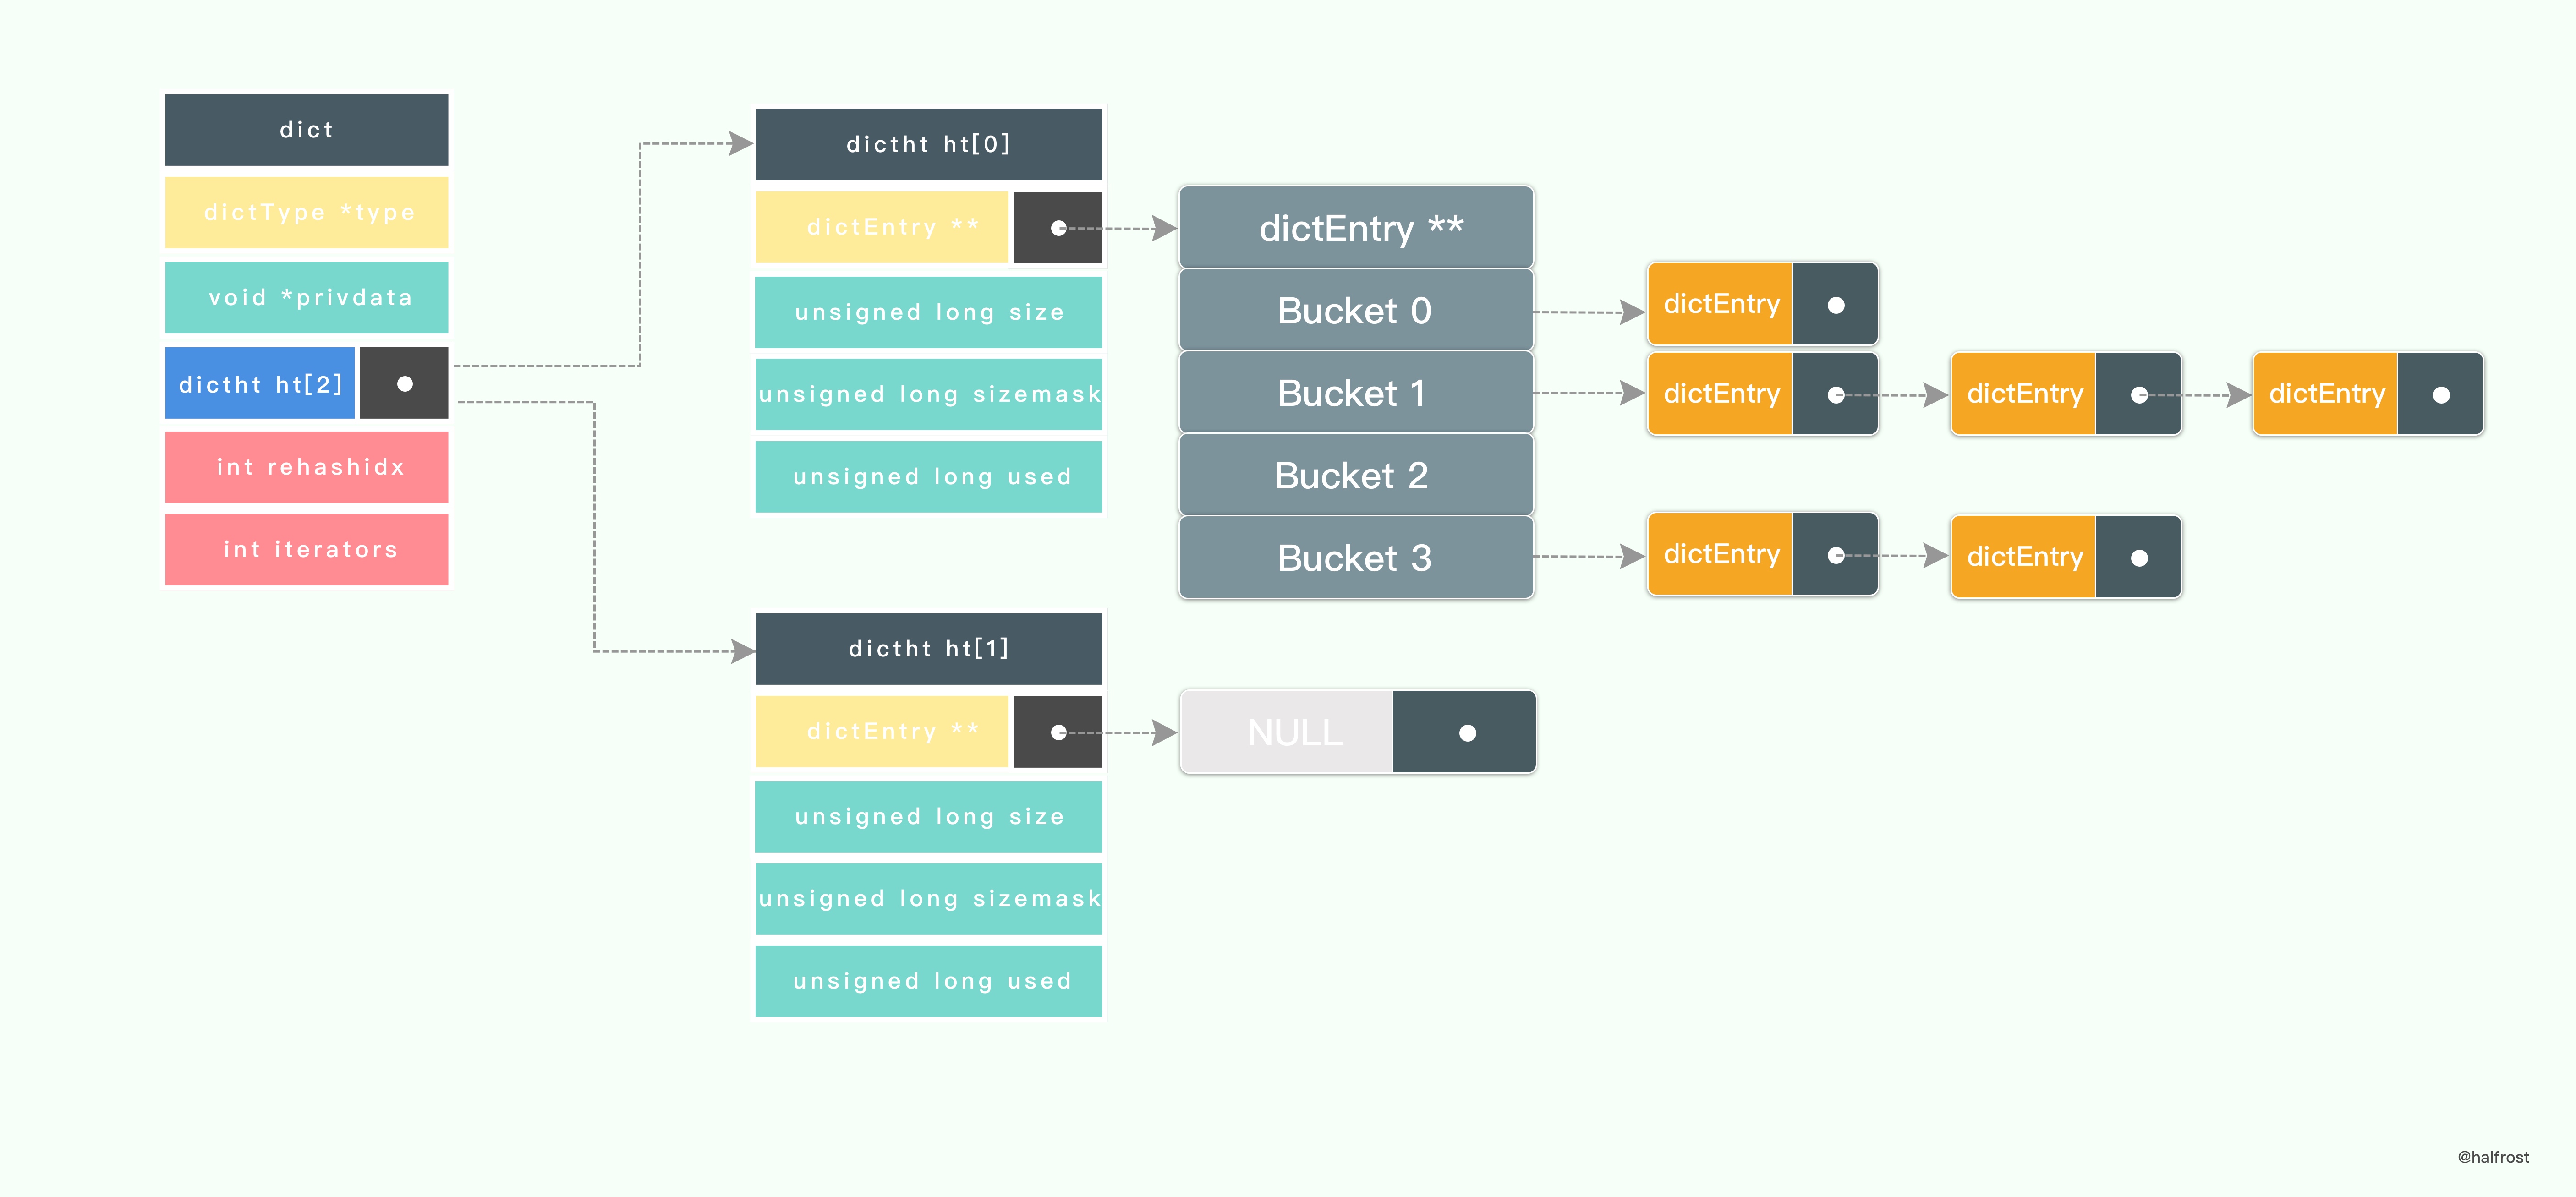 dict
dictType *type
void *privdata
dictht ht[2]
int rehashidx
int iterators
dictht ht[0]
dictEntry **
unsigned long size
unsigned long sizemask
unsigned long used
dictEntry **
Bucket 0
Bucket 1
Bucket 2
Bucket 3
dictEntry
dictEntry
dictEntry
dictEntry
dictEntry
dictEntry
dictht ht[1]
dictEntry **
unsigned long size
unsigned long sizemask
unsigned long used
NULL
@halfrost